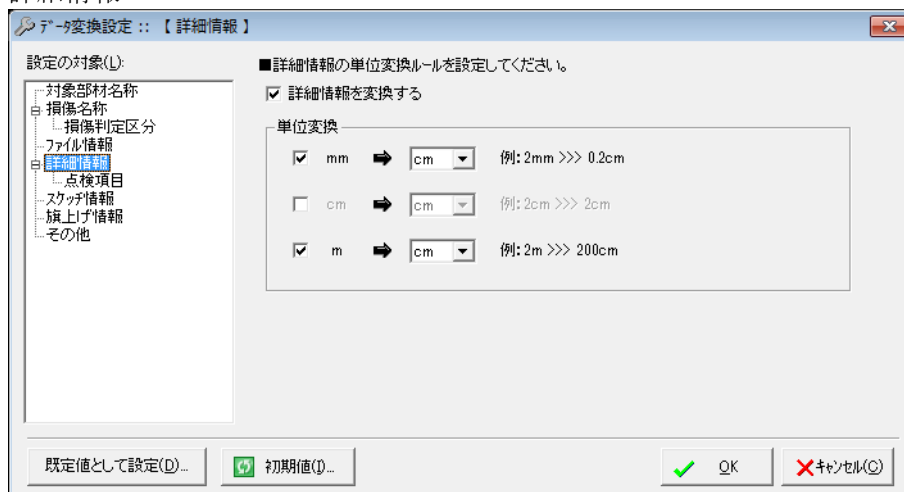 ﾃﾞｰﾀ変換設定 :: 【 詳細情報 】
設定の対象(L):
対象部材名称
損傷名称
損傷判定区分
ﾌｧｲﾙ情報
詳細情報
点検項目
ｽｹｯﾁ情報
旗上げ情報
その他
■詳細情報の単位変換ルールを設定してください。
詳細情報を変換する
単位変換
mm ➡ cm 例: 2mm >>> 0.2cm
cm ➡ cm 例: 2cm >>> 2cm
m ➡ cm 例: 2m >>> 200cm
既定値として設定(D)... 初期値(I)... OK ｷｬﾝｾﾙ(C)